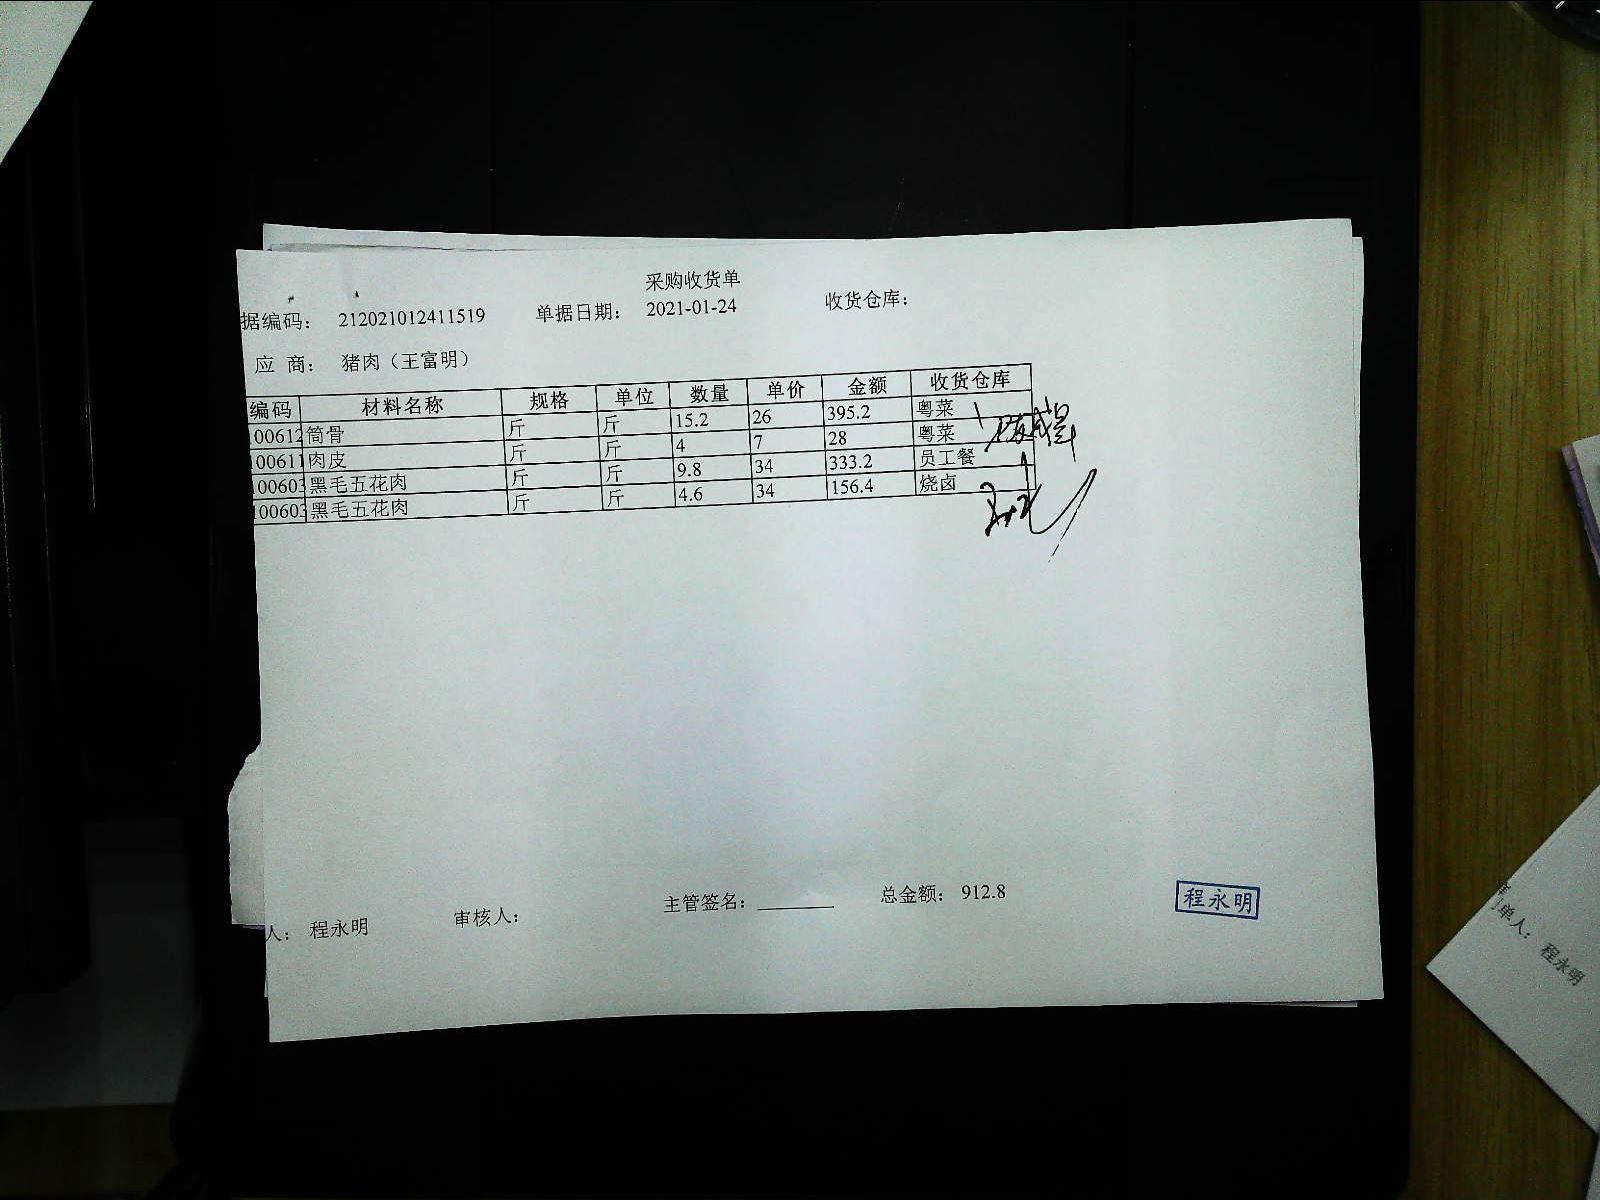 采购收货单
据编码： 212021012411519 单据日期： 2021-01-24 收货仓库：
应 商： 猪肉（王富明）
编码 材料名称 规格 单位 数量 单价 金额 收货仓库
100612 筒骨 斤 斤 15.2 26 395.2 粤菜
100611 肉皮 斤 斤 4 7 28 粤菜
100603 黑毛五花肉 斤 斤 9.8 34 333.2 员工餐
100603 黑毛五花肉 斤 斤 4.6 34 156.4 烧卤
人： 程永明 审核人： 主管签名： 总金额： 912.8 程永明
单人： 程永明